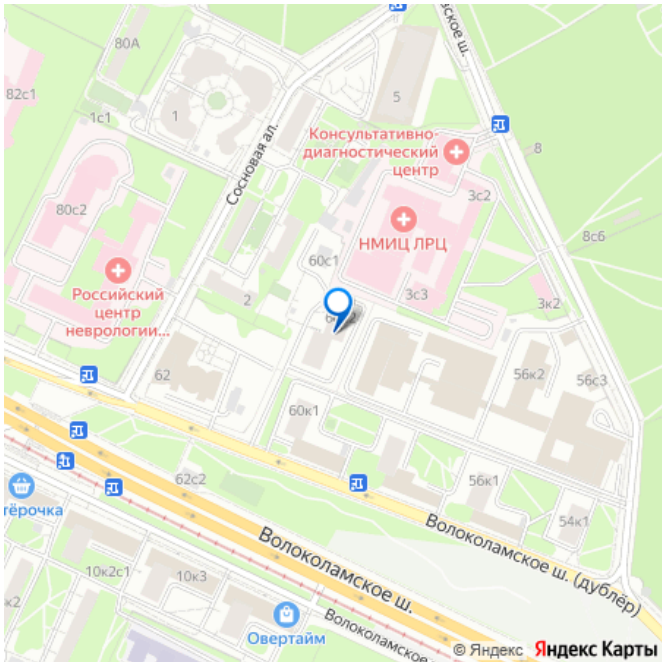 80А
82с1
1с1
1
5
ское ш.
Сосновая ал.
Консультативно-
диагностический
центр
8
3с2
80с2
НМИЦ ЛРЦ
8с6
60с1
Российский
центр
неврологии...
2
3с3
3к2
62
56к2
56с3
60к1
62с2
56к1
54к1
тёрочка
Волоколамское ш. (дублёр)
Волоколамское ш.
10к2с1
10к3
к2
Овертайм
Волоколамское
© Яндекс Яндекс Карты